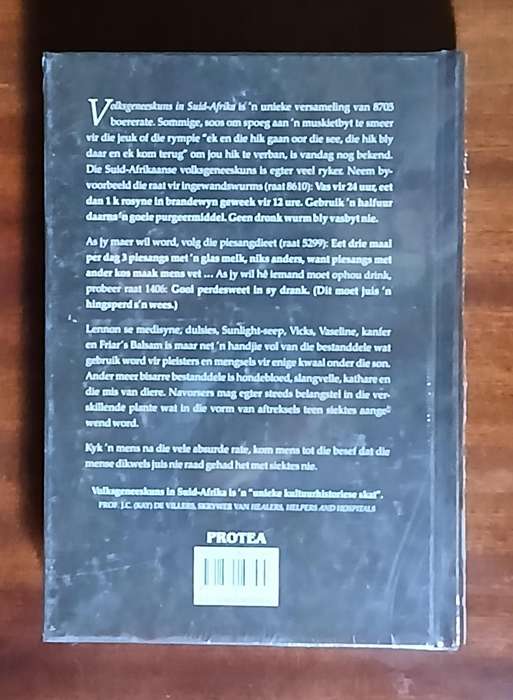 Volksgeneeskuns in Suid-Afrika is 'n unieke versameling van 8705
boererate. Sommige, soos om spoeg aan 'n muskietbyt te smeer
vir die jeuk of die rympie "ek en die hik gaan oor die see, die hik bly
daar en ek kom terug" om jou hik te verban, is vandag nog bekend.
Die Suid-Afrikaanse volksgeneeskuns is egter veel ryker. Neem by-
voorbeeld die raat vir ingewandswurms (raat 8610): Vas vir 24 uur, eet
dan 1 k rosyne in brandewyn geweek vir 12 ure. Gebruik 'n halfuur
daarna 'n goeie purgeermiddel. Geen dronk wurm bly vasbyt nie.
As jy maer wil word, volg die piesangdieet (raat 5299): Eet drie maal
per dag 3 piesangs met 'n glas melk, niks anders, want piesangs met
ander kos maak mens vet ... As jy wil hê iemand moet ophou drink,
probeer raat 1406: Gooi perdesweet in sy drank. (Dit moet juis 'n
hingsperd s'n wees.)
Lennon se medisyne, dulsies, Sunlight-seep, Vicks, Vaseline, kanfer
en Friar's Balsam is maar net 'n handjie vol van die bestanddele wat
gebruik word vir pleisters en mengsels vir enige kwaal onder die son.
Ander meer bisarre bestanddele is hondebloed, slangvelle, kathare en
die mis van diere. Navorsers mag egter steeds belangstel in die ver-
skillende plante wat in die vorm van aftreksels teen siektes aange-
wend word.
Kyk 'n mens na die vele absurde rate, kom mens tot die besef dat die
mense dikwels juis nie raad gehad het met siektes nie.
Volksgeneeskuns in Suid-Afrika is 'n "unieke kultuurhistoriese skat".
PROF. J.C. (KAY) DE VILLIERS, SKRYWER VAN HEALERS, HELPERS AND HOSPITALS
PROTEA